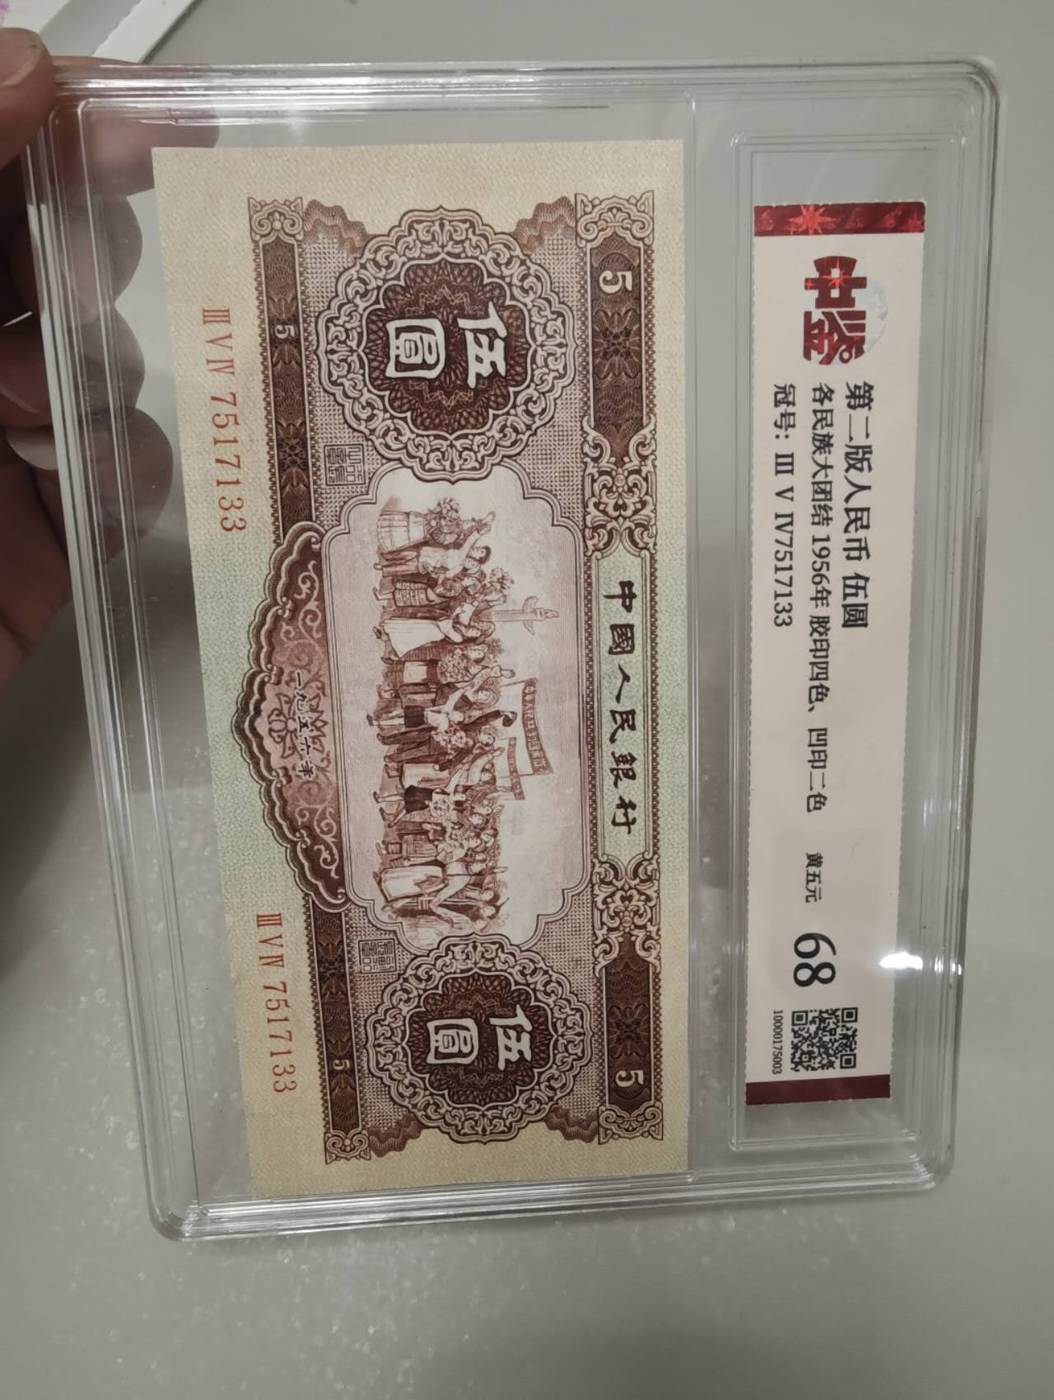 中鉴
第二版人民币 伍圆
各民族大团结 1956年 胶印四色、凹印二色 黄五元
冠号: Ⅲ Ⅴ Ⅳ7517133
68
10000175003
中國人民銀行
5
5
伍圓
伍圓
5
5
一九五六年
ⅢⅤⅣ 7517133
ⅢⅤⅣ 7517133